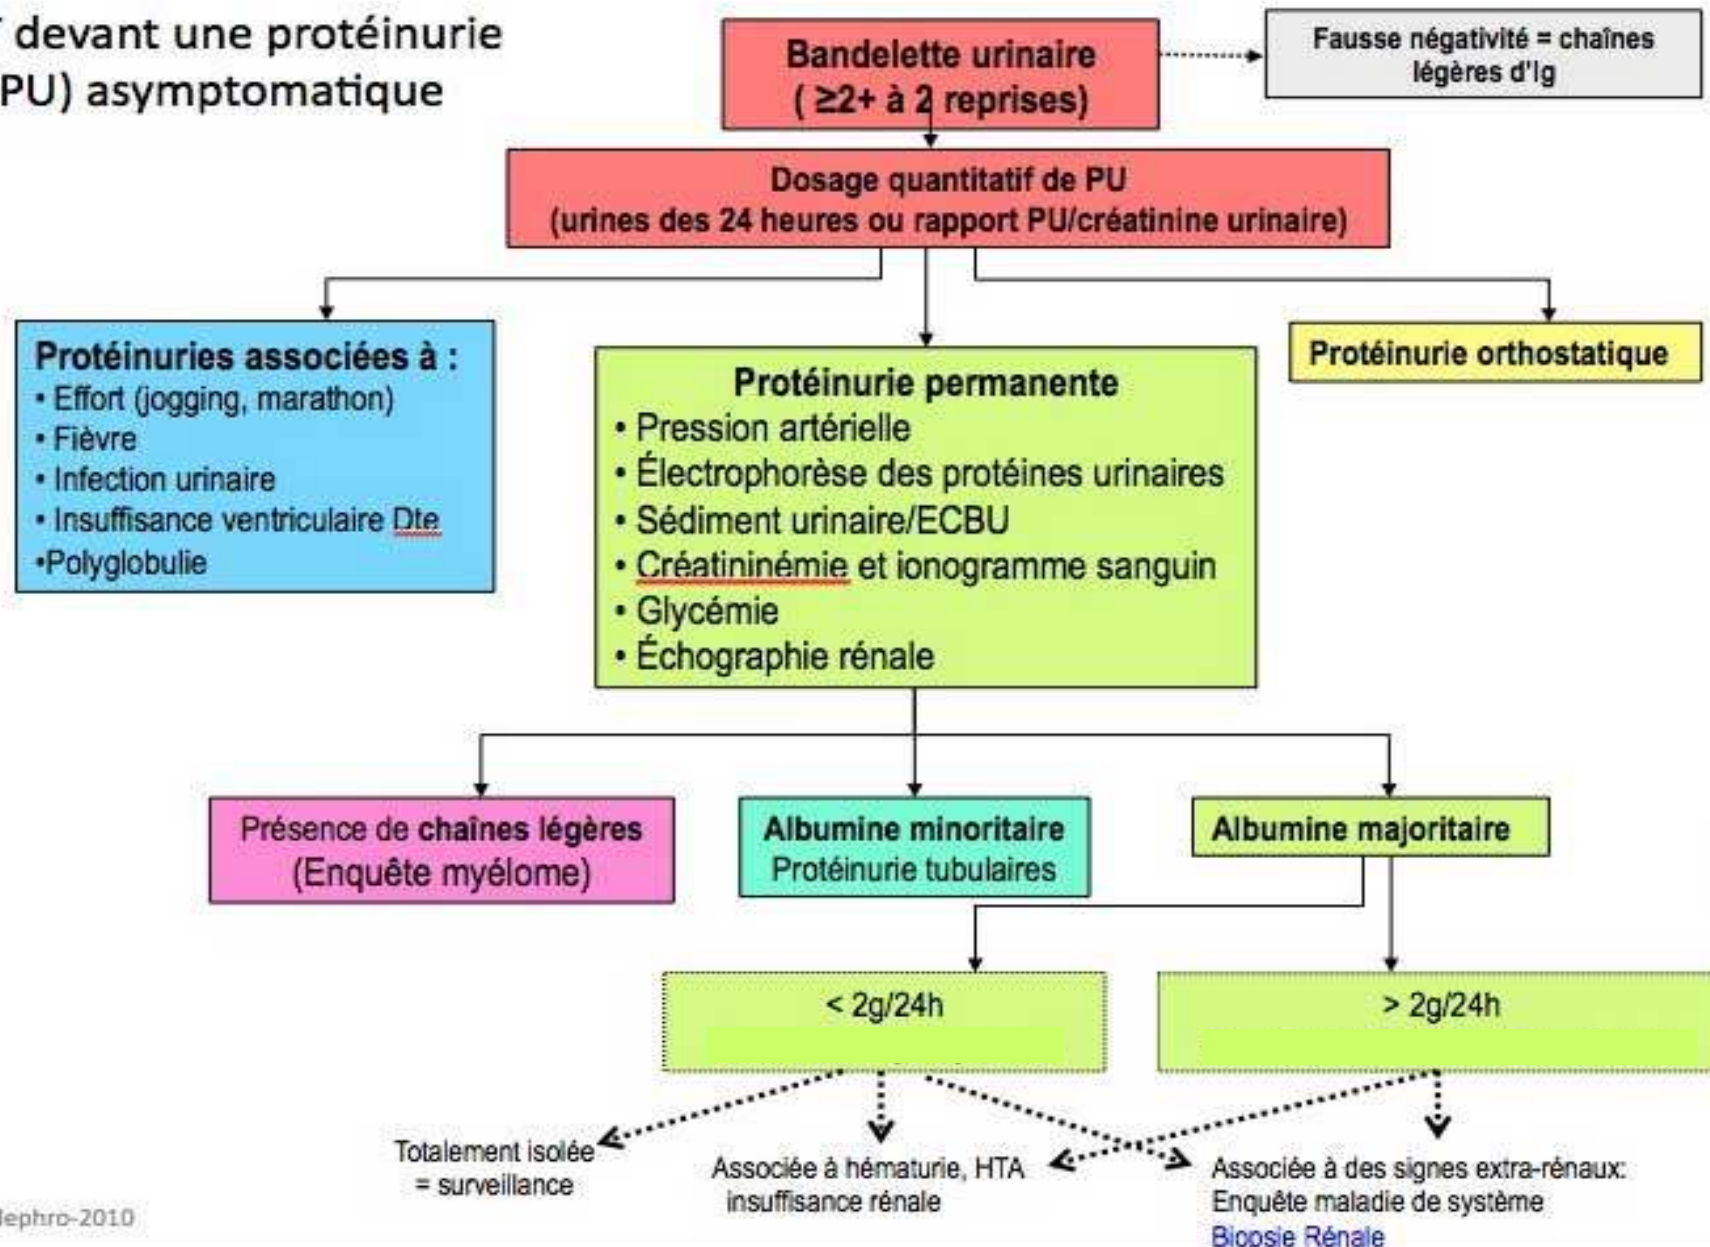 devant une protéinurie
PU) asymptomatique
Bandelette urinaire
( ≥2+ à 2 reprises)
Fausse négativité = chaînes
légères d'Ig
Dosage quantitatif de PU
(urines des 24 heures ou rapport PU/créatinine urinaire)
Protéinuries associées à :
• Effort (jogging, marathon)
• Fièvre
• Infection urinaire
• Insuffisance ventriculaire Dte
•Polyglobulie
Protéinurie permanente
• Pression artérielle
• Électrophorèse des protéines urinaires
• Sédiment urinaire/ECBU
• Créatininémie et ionogramme sanguin
• Glycémie
• Échographie rénale
Protéinurie orthostatique
Présence de chaînes légères
(Enquête myélome)
Albumine minoritaire
Protéinurie tubulaires
Albumine majoritaire
< 2g/24h
> 2g/24h
Totalement isolée
= surveillance
Associée à hématurie, HTA
insuffisance rénale
Associée à des signes extra-rénaux:
Enquête maladie de système
Biopsie Rénale
ephro-2010